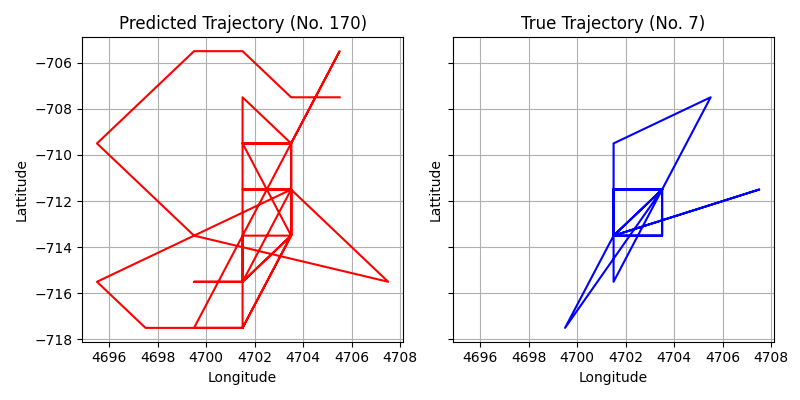 Predicted Trajectory (No. 170)
−706
−708
−710
−712
−714
−716
−718
Lattitude
4696 4698 4700 4702 4704 4706 4708
Longitude
True Trajectory (No. 7)
Lattitude
4696 4698 4700 4702 4704 4706 4708
Longitude